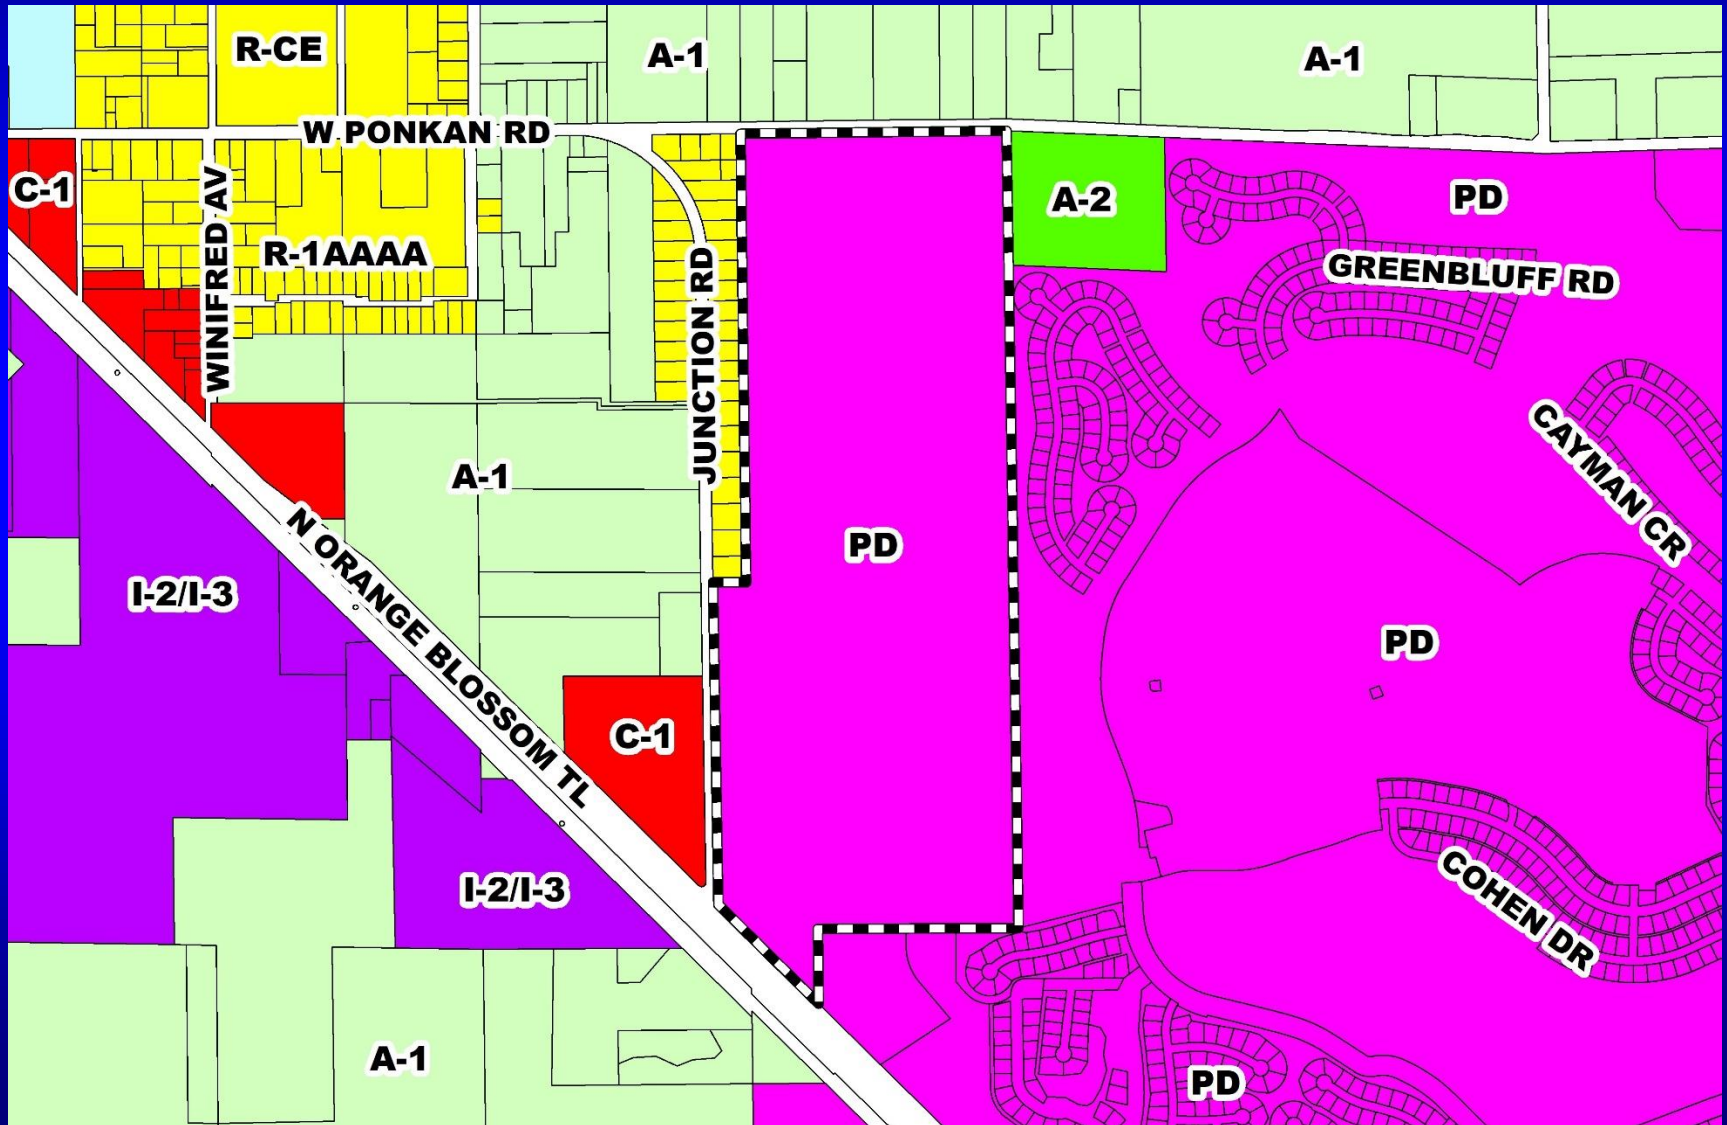 R-CE
A-1
A-1
W PONKAN RD
C-1
A-2
PD
WINIFRED AV
R-1AAAA
JUNCTION RD
GREENBLUFF RD
CAYMAN CR
A-1
N ORANGE BLOSSOM TL
PD
I-2/I-3
PD
C-1
I-2/I-3
COHEN DR
A-1
PD